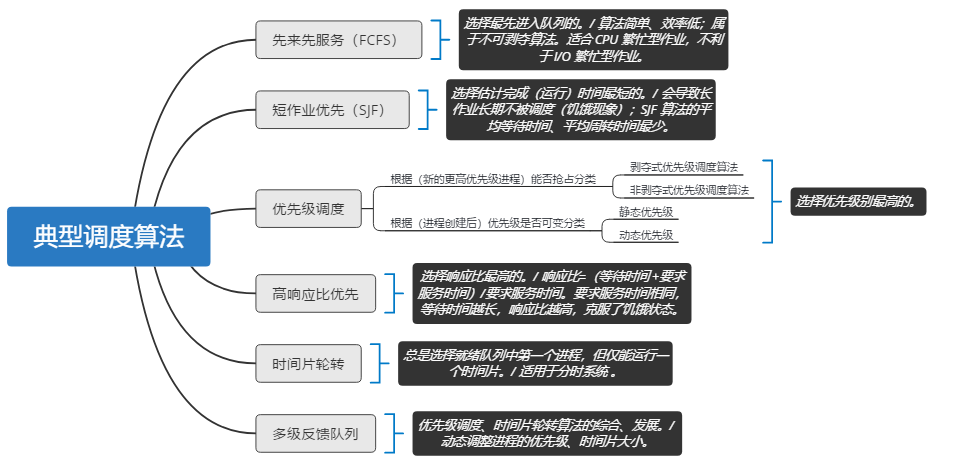 典型调度算法
先来先服务（FCFS）
选择最先进入队列的。/ 算法简单、效率低；属
于不可剥夺算法。适合 CPU 繁忙型作业，不利
于 I/O 繁忙型作业。
短作业优先（SJF）
选择估计完成（运行）时间最短的。/ 会导致长
作业长期不被调度（饥饿现象）；SJF 算法的平
均等待时间、平均周转时间最少。
优先级调度
根据（新的更高优先级进程）能否抢占分类
剥夺式优先级调度算法
非剥夺式优先级调度算法
根据（进程创建后）优先级是否可变分类
静态优先级
动态优先级
选择优先级别最高的。
高响应比优先
选择响应比最高的。/ 响应比=（等待时间+要求
服务时间）/ 要求服务时间。要求服务时间相同，
等待时间越长，响应比越高，克服了饥饿状态。
时间片轮转
总是选择就绪队列中第一个进程，但仅能运行一
个时间片。/ 适用于分时系统 。
多级反馈队列
优先级调度、时间片轮转算法的综合、发展。/
动态调整进程的优先级、时间片大小。